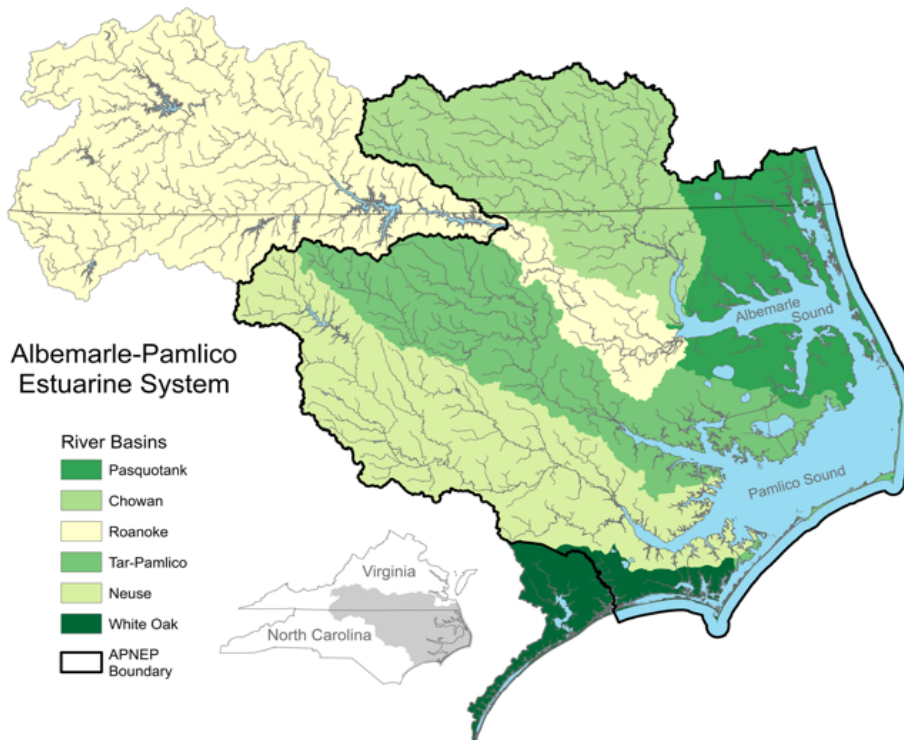 Albemarle
Sound
Albemarle-Pamlico
Estuarine System
River Basins
Pasquotank
Chowan
Roanoke
Tar-Pamlico
Neuse
White Oak
APNEP
Boundary
Pamlico Sound
Virginia
North Carolina